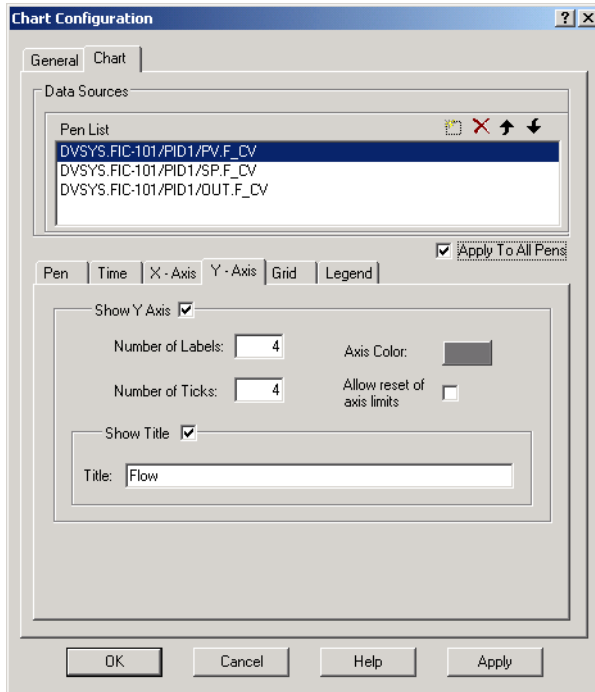 Chart Configuration
? X
General Chart
Data Sources
Pen List
DVSYS.FIC-101/PID1/PV.F_CV
DVSYS.FIC-101/PID1/SP.F_CV
DVSYS.FIC-101/PID1/OUT.F_CV
Apply To All Pens
Pen Time X - Axis Y - Axis Grid Legend
Show Y Axis
Number of Labels: 4 Axis Color:
Number of Ticks: 4 Allow reset of
axis limits
Show Title
Title: Flow
OK Cancel Help Apply